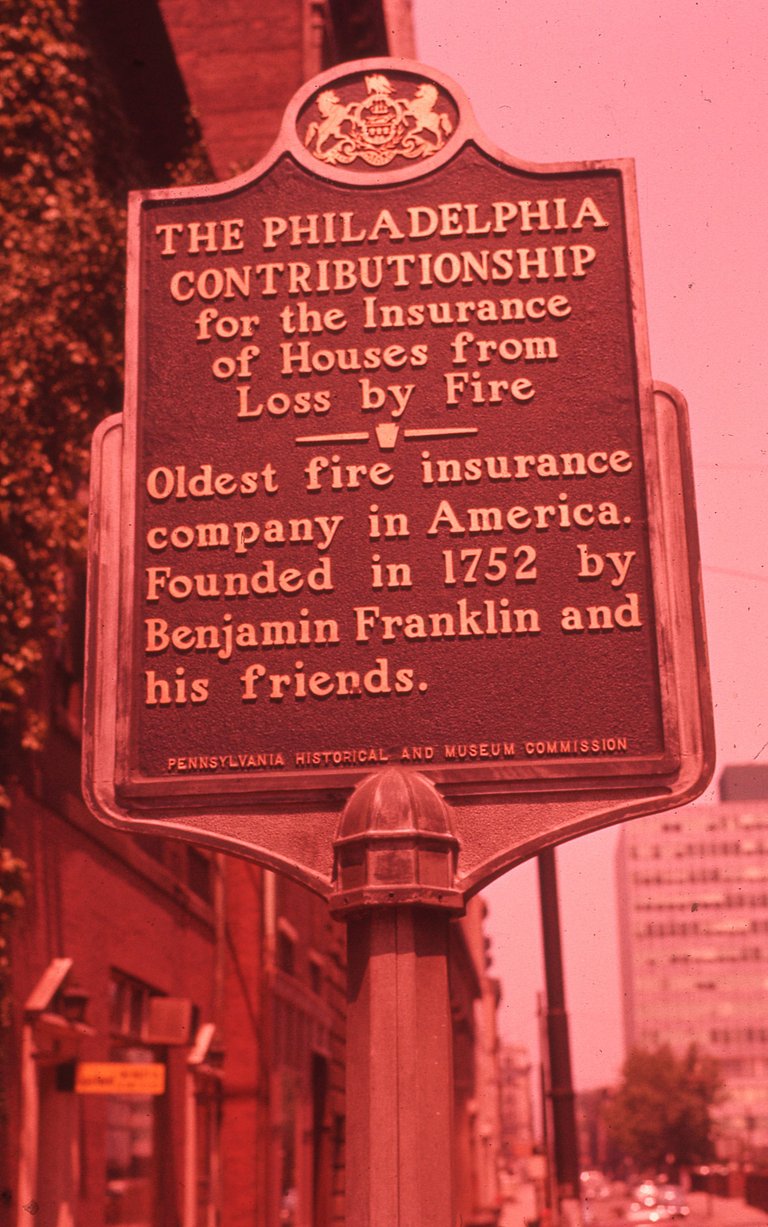 THE PHILADELPHIA
CONTRIBUTIONSHIP
for the Insurance
of Houses from
Loss by Fire
Oldest fire insurance
company in America.
Founded in 1752 by
Benjamin Franklin and
his friends.
PENNSYLVANIA HISTORICAL AND MUSEUM COMMISSION